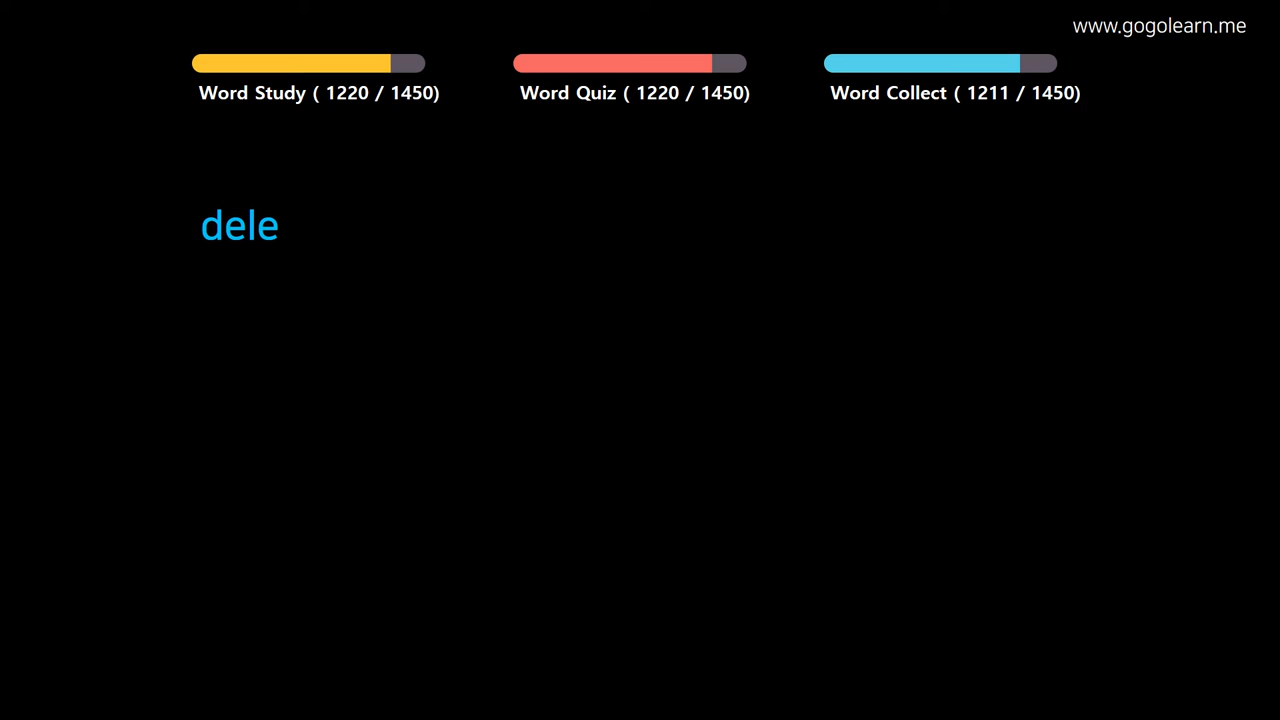 www.gogolearn.me
Word Study ( 1220 / 1450)
Word Quiz ( 1220 / 1450)
Word Collect ( 1211 / 1450)
dele